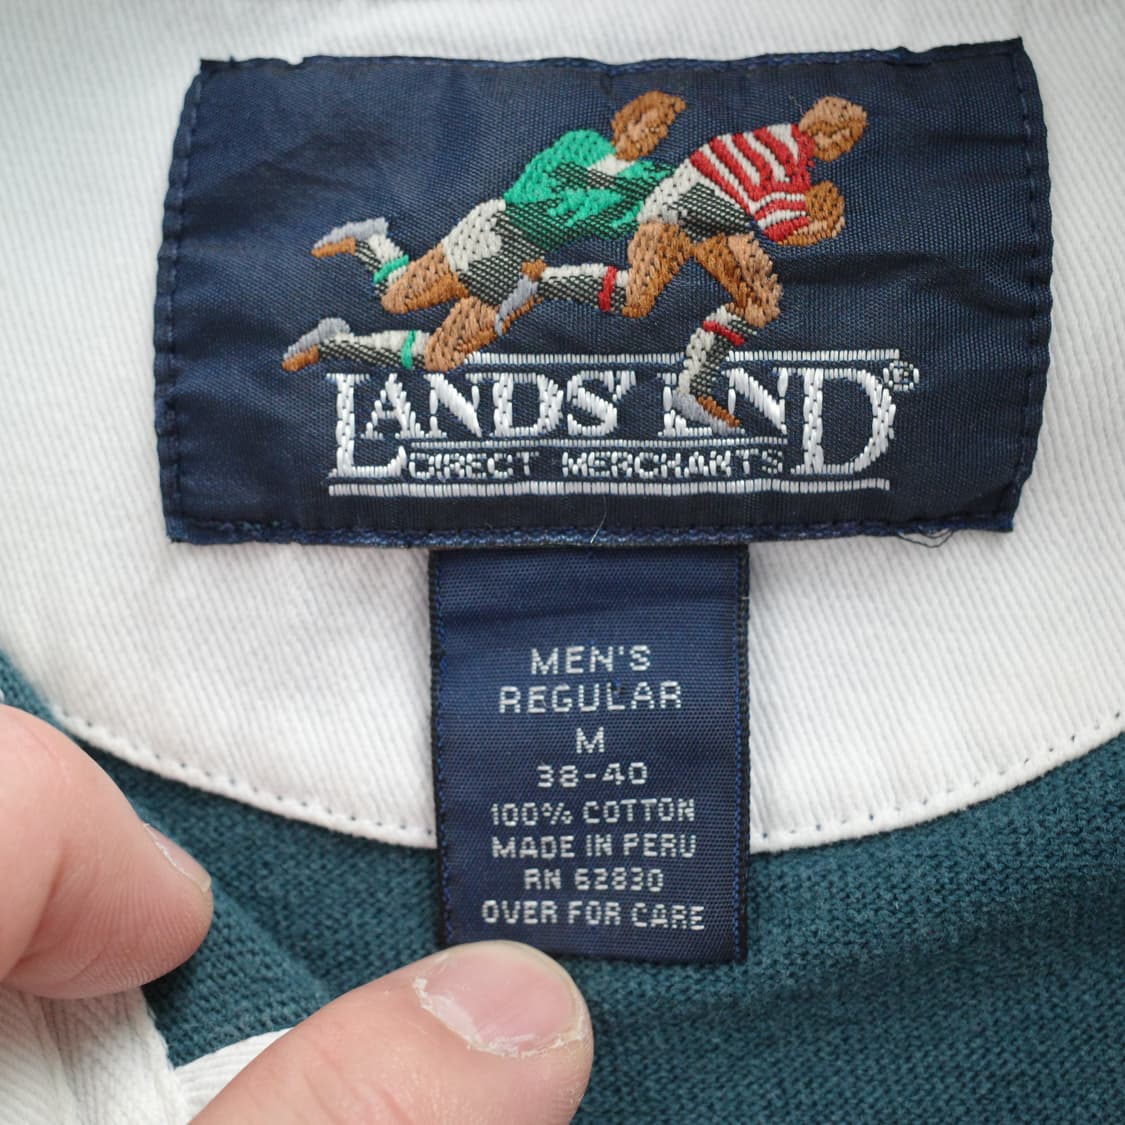 LANDS' END®
DIRECT MERCHANTS
MEN'S
REGULAR
M
38-40
100% COTTON
MADE IN PERU
RN 62830
OVER FOR CARE